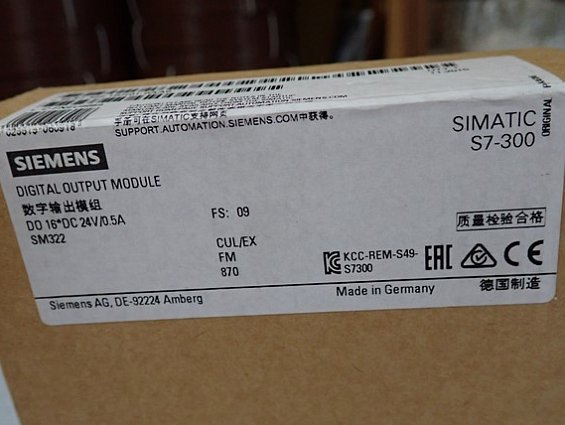 手册可在SIMATIC支持网页
SUPPORT.AUTOMATION.SIEMENS.COM中获得。
SIMATIC
S7-300
ORIGINAL
SIEMENS
DIGITAL OUTPUT MODULE
数字输出模组
DO 16*DC 24V/0.5A
SM322
FS: 09
CUL/EX
FM
870
质量检验合格
KCC-REM-S49-
S7300
EAC
CE
Siemens AG, DE-92224 Amberg
Made in Germany
德国制造